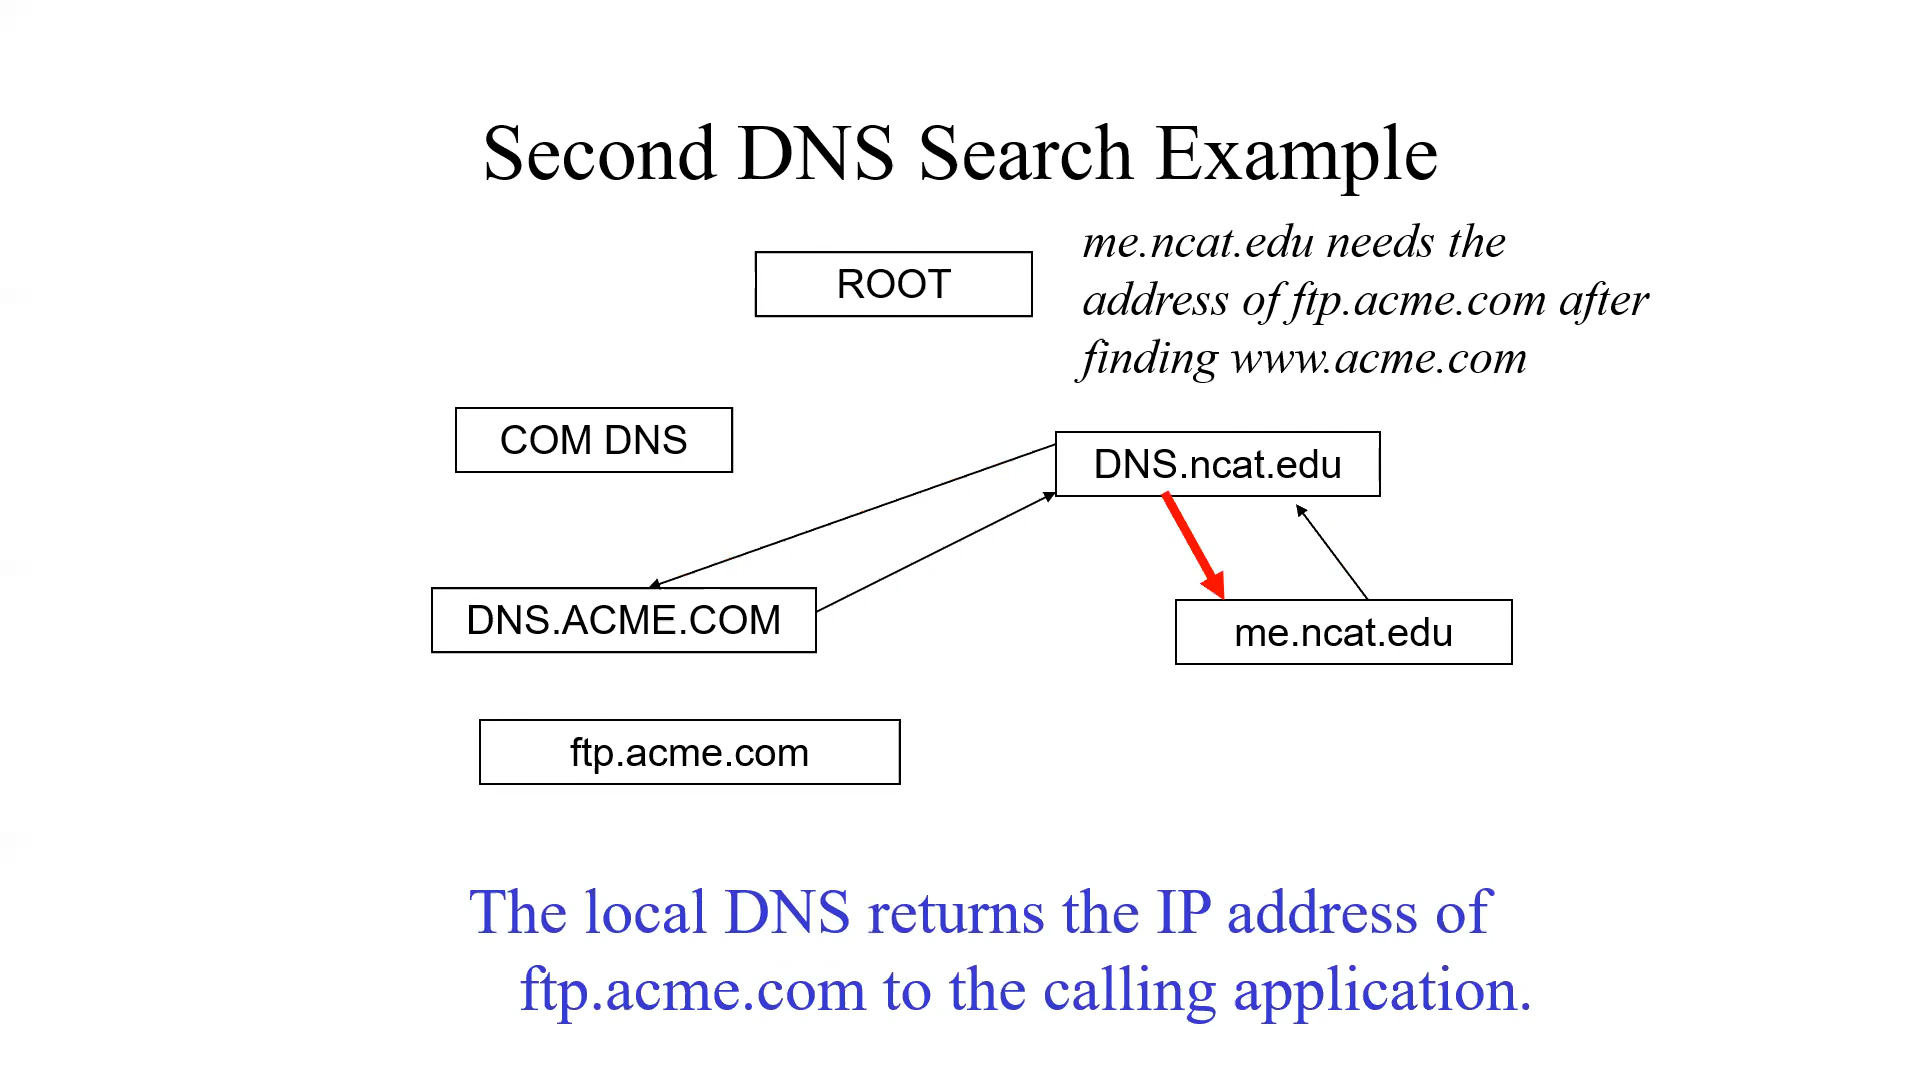 Second DNS Search Example
ROOT
me.ncat.edu needs the
address of ftp.acme.com after
finding www.acme.com
COM DNS
DNS.ncat.edu
DNS.ACME.COM
me.ncat.edu
ftp.acme.com
The local DNS returns the IP address of
ftp.acme.com to the calling application.